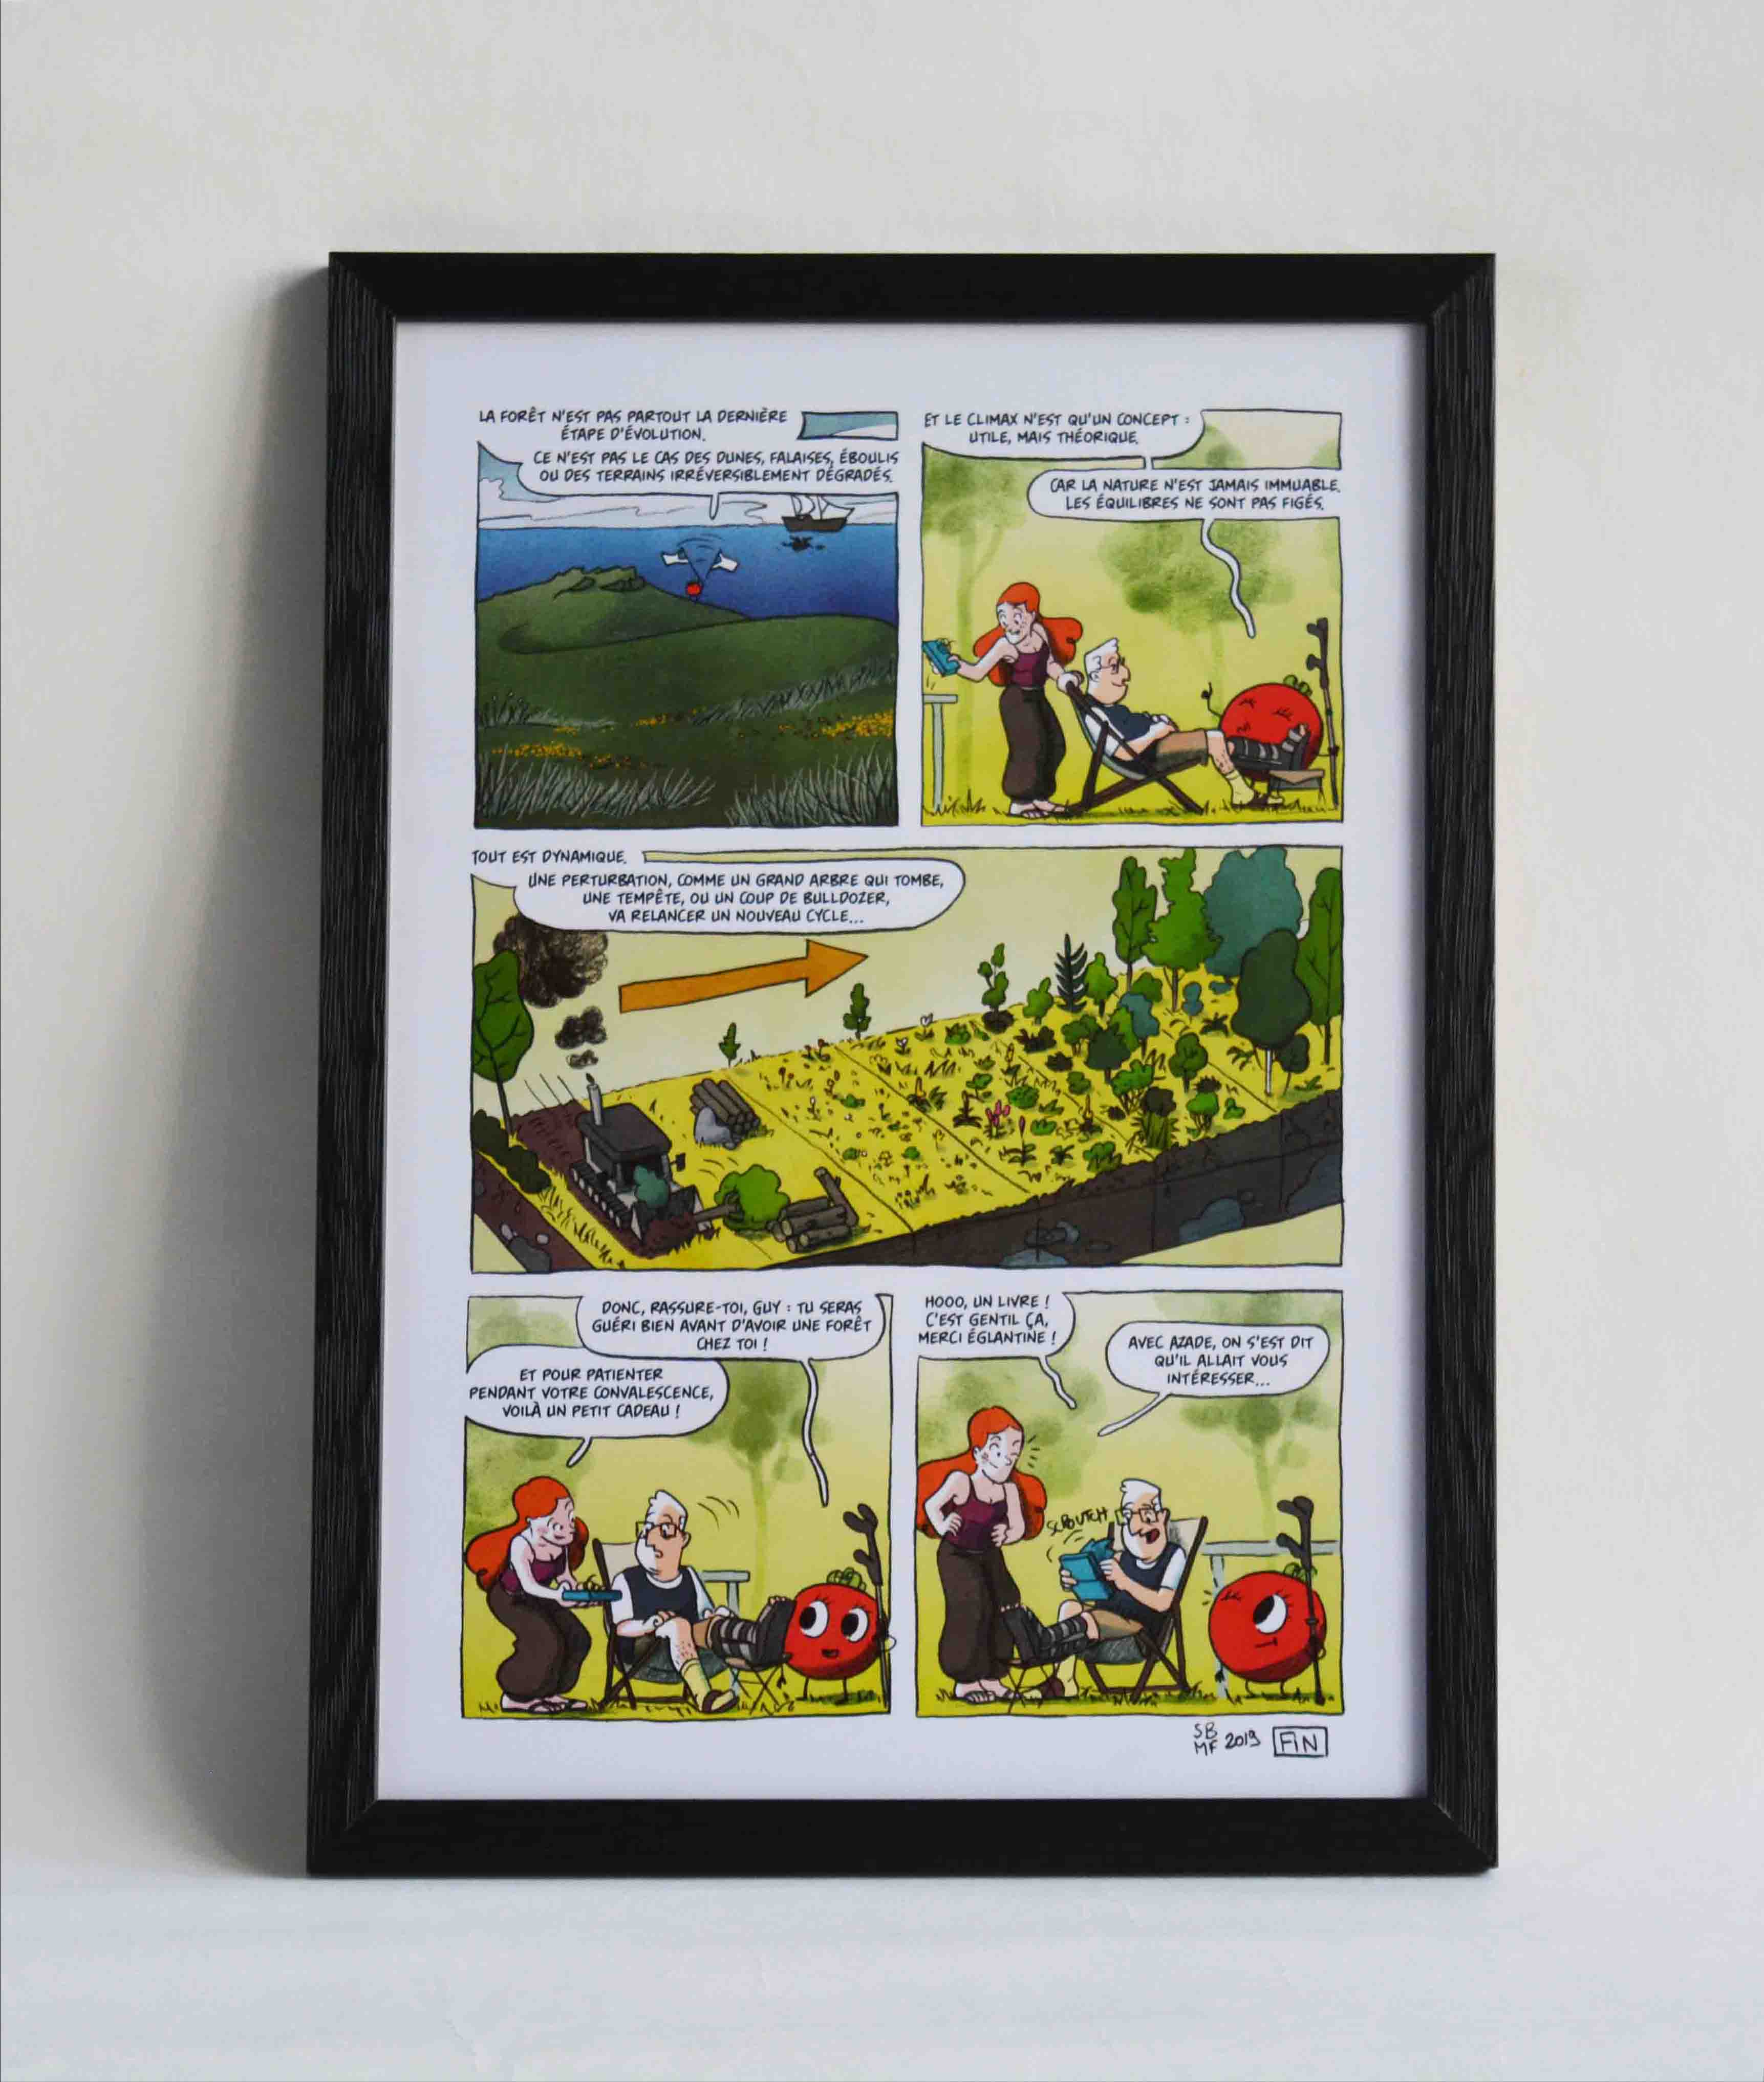 LA FORÊT N'EST PAS PARTOUT LA DERNIÈRE
ÉTAPE D'ÉVOLUTION.
CE N'EST PAS LE CAS DES DUNES, FALAISES, ÉBOULIS
OU DES TERRAINS IRRÉVERSIBLEMENT DÉGRADÉS.
ET LE CLIMAX N'EST QU'UN CONCEPT :
UTILE, MAIS THÉORIQUE.
CAR LA NATURE N'EST JAMAIS IMMUABLE.
LES ÉQUILIBRES NE SONT PAS FIGÉS.
TOUT EST DYNAMIQUE.
UNE PERTURBATION, COMME UN GRAND ARBRE QUI TOMBE,
UNE TEMPÊTE, OU UN COUP DE BULLDOZER,
VA RELANCER UN NOUVEAU CYCLE...
DONC, RASSURE-TOI, GUY : TU SERAS
GUÉRI BIEN AVANT D'AVOIR UNE FORÊT
CHEZ TOI !
ET POUR PATIENTER
PENDANT VOTRE CONVALESCENCE,
VOILÀ UN PETIT CADEAU !
HOOO, UN LIVRE !
C'EST GENTIL ÇA,
MERCI ÉGLANTINE !
AVEC AZADE, ON S'EST DIT
QU'IL ALLAIT VOUS
INTÉRESSER...
SCROUTCH
SB
MF 2019 FIN